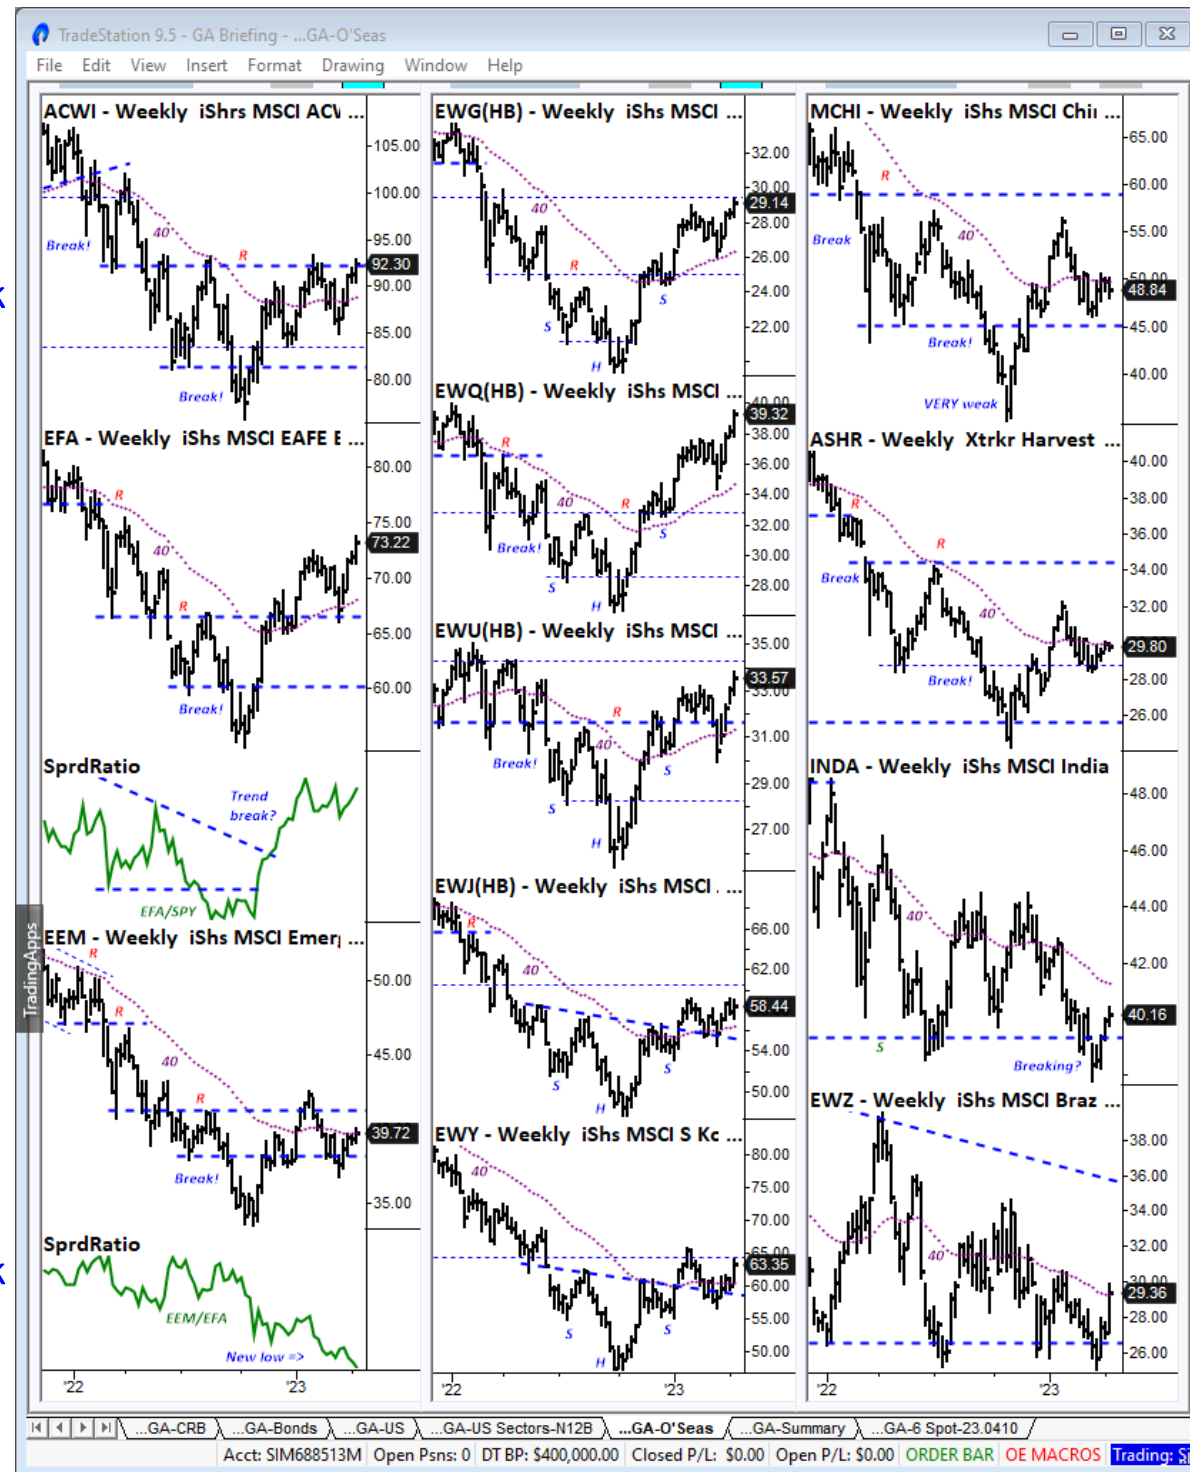 TradeStation 9.5 - GA Briefing - ...GA-O'Seas
File Edit View Insert Format Drawing Window Help
ACWI - Weekly iShrs MSCI ACV ...
105.00
100.00
95.00
92.30
90.00
85.00
80.00
Break!
40
R
Break!
EFA - Weekly iShs MSCI EAFE E ...
80.00
75.00
73.22
70.00
65.00
60.00
R
40
R
Break!
SprdRatio
Trend
break?
EFA/SPY
EEM - Weekly iShs MSCI Emer ...
50.00
45.00
39.72
35.00
R
R
40
R
Break!
SprdRatio
EEM/EFA
New low =>
'22 '23
EWG(HB) - Weekly iShs MSCI ...
32.00
30.00
29.14
28.00
26.00
24.00
22.00
40
R
S
S
H
EWQ(HB) - Weekly iShs MSCI ...
40.00
39.32
38.00
36.00
34.00
32.00
30.00
28.00
R
40
R
Break!
S
S
H
EWU(HB) - Weekly iShs MSCI ...
35.00
33.57
33.00
31.00
29.00
27.00
R
40
Break!
S
S
H
EWJ(HB) - Weekly iShs MSCI . ...
66.00
62.00
58.44
54.00
50.00
R
40
S
S
H
EWY - Weekly iShs MSCI S Kc ...
80.00
75.00
70.00
65.00
63.35
60.00
55.00
50.00
40
S
S
H
'22 '23
MCHI - Weekly iShs MSCI Chi ...
65.00
60.00
55.00
50.00
48.84
45.00
40.00
R
Break
40
Break!
VERY weak
ASHR - Weekly Xtrkr Harvest ...
40.00
38.00
36.00
34.00
32.00
29.80
28.00
26.00
R
R
Break
40
Break!
INDA - Weekly iShs MSCI India
48.00
46.00
44.00
42.00
40.16
40
S
Breaking?
EWZ - Weekly iShs MSCI Braz ...
38.00
36.00
34.00
32.00
30.00
29.36
28.00
26.00
40
'22 '23
TradingApps
k
k
...GA-CRB ...GA-Bonds ...GA-US ...GA-US Sectors-N12B ...GA-O'Seas ...GA-Summary ...GA-6 Spot-23.0410
Acct: SIM688513M Open Psns: 0 DT BP: $400,000.00 Closed P/L: $0.00 Open P/L: $0.00 ORDER BAR OE MACROS Trading: